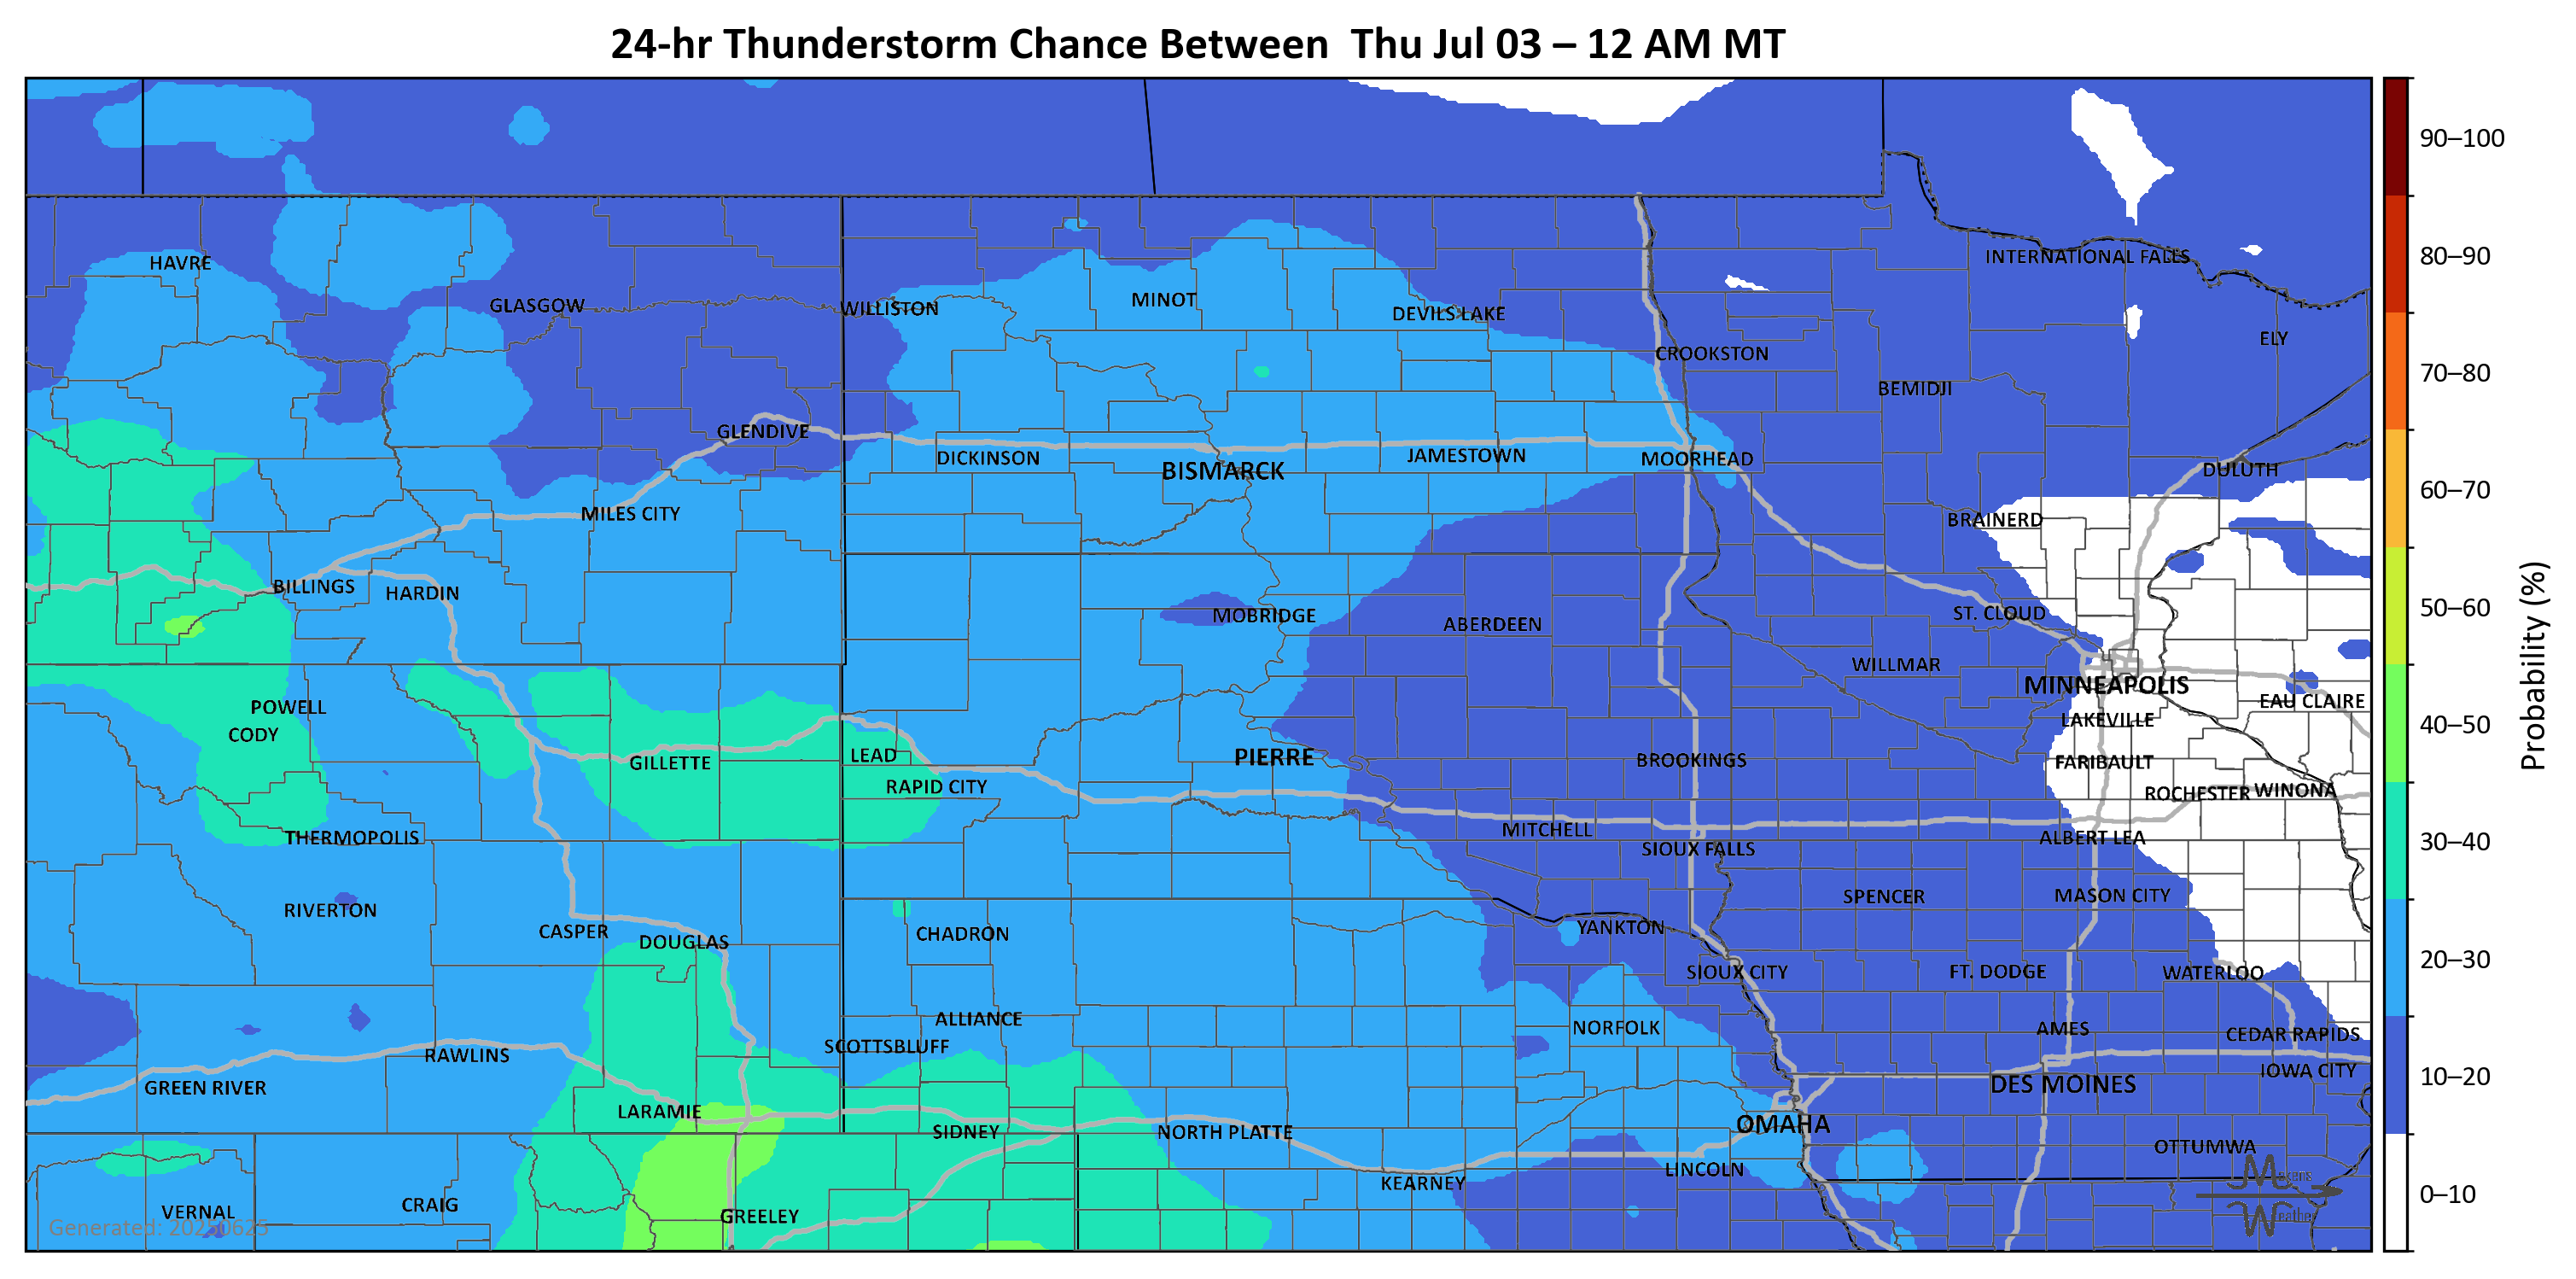 24-hr Thunderstorm Chance Between  Thu Jul 03 – 12 AM MT
90–100
80–90
70–80
60–70
50–60
40–50
30–40
20–30
10–20
0–10
Probability (%)
HAVRE
INTERNATIONAL FALLS
GLASGOW
WILLISTON
MINOT
DEVILS LAKE
ELY
CROOKSTON
BEMIDJI
GLENDIVE
DICKINSON
BISMARCK
JAMESTOWN
MOORHEAD
DULUTH
MILES CITY
BRAINERD
BILLINGS
HARDIN
MOBRIDGE
ABERDEEN
ST. CLOUD
WILLMAR
MINNEAPOLIS
EAU CLAIRE
POWELL
LAKEVILLE
CODY
GILLETTE
LEAD
PIERRE
BROOKINGS
FARIBAULT
RAPID CITY
ROCHESTER
WINONA
THERMOPOLIS
MITCHELL
ALBERT LEA
SIOUX FALLS
RIVERTON
SPENCER
MASON CITY
CASPER
DOUGLAS
CHADRON
YANKTON
SIOUX CITY
FT. DODGE
WATERLOO
ALLIANCE
NORFOLK
AMES
CEDAR RAPIDS
RAWLINS
SCOTTSBLUFF
IOWA CITY
GREEN RIVER
DES MOINES
LARAMIE
SIDNEY
NORTH PLATTE
OMAHA
OTTUMWA
LINCOLN
KEARNEY
VERNAL
CRAIG
GREELEY
Generated: 20250625
Weather